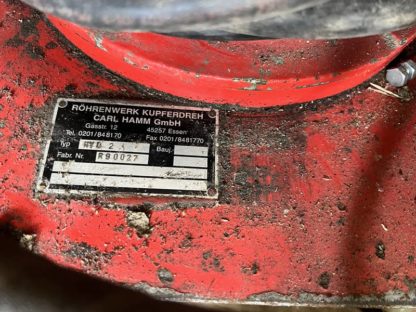 RÖHRENWERK KUPFERDREH
CARL HAMM GmbH
Gasstr. 12 45257 Essen
Tel. 0201/848170 Fax 0201/8481770
Typ Bauj.
Fabr. Nr. R90027